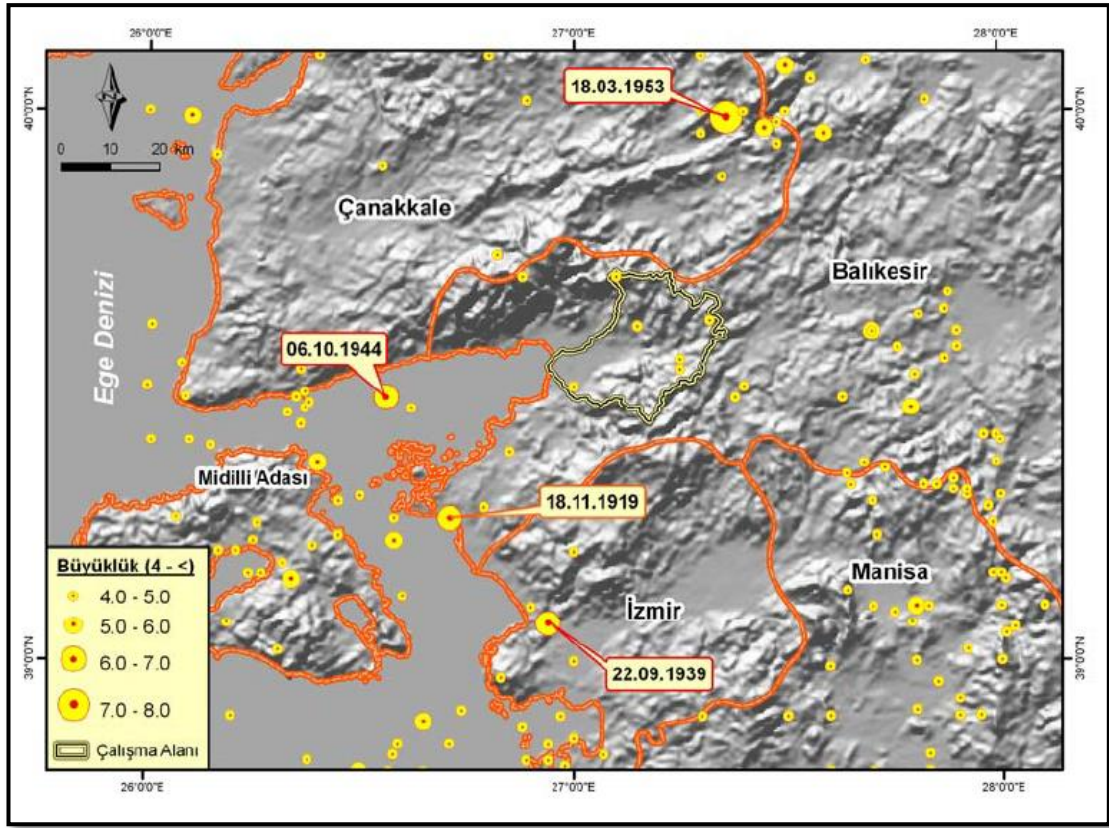 26°0'0"E 27°0'0"E 28°0'0"E
40°0'0"N 40°0'0"N
18.03.1953
0 10 20
km
Çanakkale
Balıkesir
Ege Denizi
06.10.1944
Midilli Adası
18.11.1919
Büyüklük (4 - <)
4.0 - 5.0
5.0 - 6.0
6.0 - 7.0
7.0 - 8.0
Çalışma Alanı
Manisa
İzmir
39°0'0"N 39°0'0"N
22.09.1939
26°0'0"E 27°0'0"E 28°0'0"E